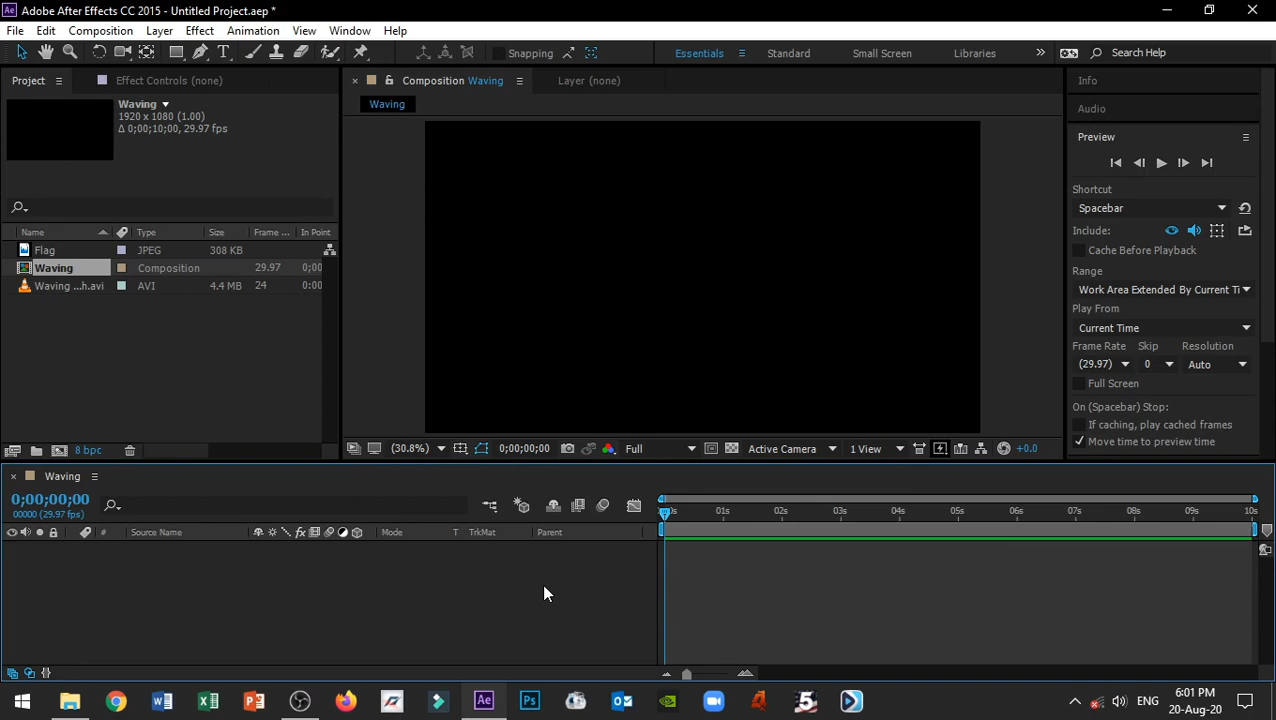 Adobe After Effects CC 2015 - Untitled Project.aep *
File Edit Composition Layer Effect Animation View Window Help
Snapping Essentials Standard Small Screen Libraries Search Help
Project Effect Controls (none) Composition Waving Layer (none) Info
Waving
1920 x 1080 (1.00)
Δ 0;00;10;00, 29.97 fps
Waving
Audio
Preview
Shortcut
Spacebar
Include:
Cache Before Playback
Range
Work Area Extended By Current Ti
Play From
Current Time
Frame Rate Skip Resolution
(29.97) 0 Auto
Full Screen
On (Spacebar) Stop:
If caching, play cached frames
Move time to preview time
Name Type Size Frame ... In Point
Flag JPEG 308 KB
Waving Composition 29.97 0;00
Waving ...h.avi AVI 4.4 MB 24 0:00
8 bpc
(30.8%) 0;00;00;00 Full Active Camera 1 View +0.0
Waving
0;00;00;00
00000 (29.97 fps)
0s 01s 02s 03s 04s 05s 06s 07s 08s 09s 10s
# Source Name Mode T TrkMat Parent
ENG 6:01 PM
20-Aug-20